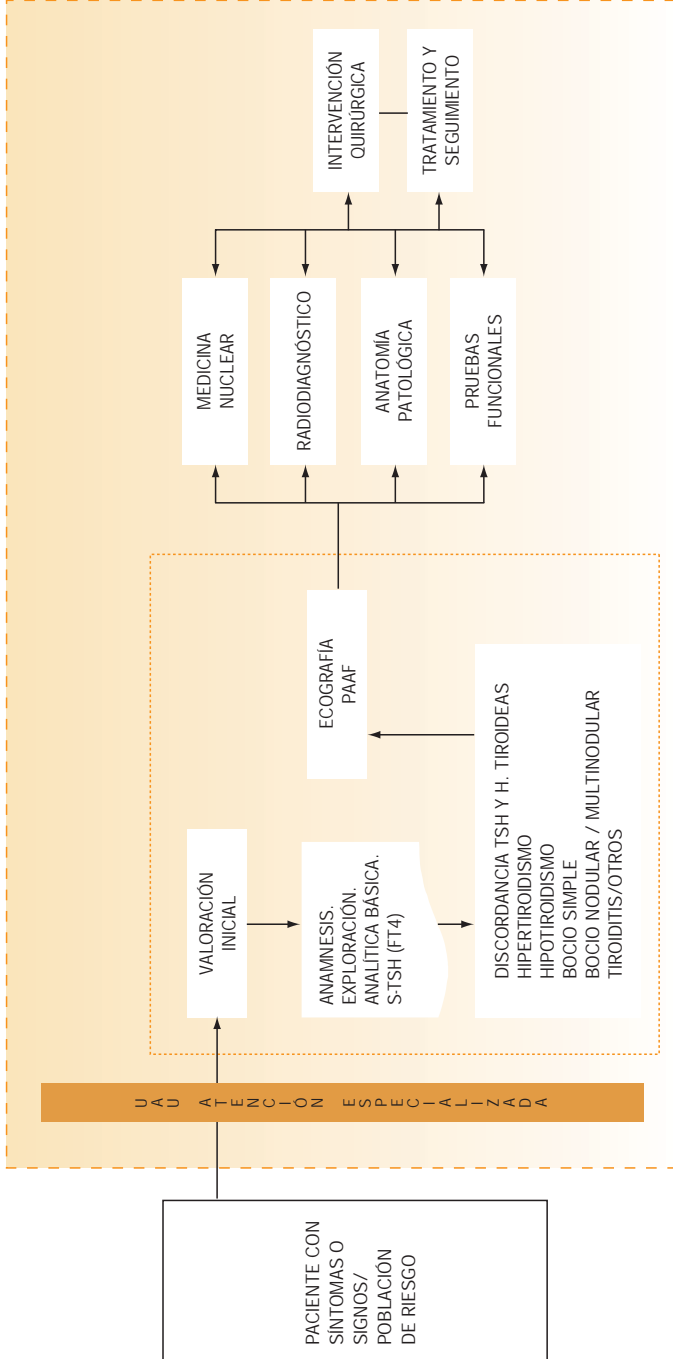 PACIENTE CON
SÍNTOMAS O
SIGNOS/
POBLACIÓN
DE RIESGO
UAU ATENCIÓN ESPECIALIZADA
VALORACIÓN
INICIAL
ANAMNESIS.
EXPLORACIÓN.
ANALÍTICA BÁSICA.
S-TSH (FT4)
DISCORDANCIA TSH Y H. TIROIDEAS
HIPERTIROIDISMO
HIPOTIROIDISMO
BOCIO SIMPLE
BOCIO NODULAR / MULTINODULAR
TIROIDITIS/OTROS
ECOGRAFÍA
PAAF
MEDICINA
NUCLEAR
RADIODIAGNÓSTICO
ANATOMÍA
PATOLÓGICA
PRUEBAS
FUNCIONALES
INTERVENCIÓN
QUIRÚRGICA
TRATAMIENTO Y
SEGUIMIENTO